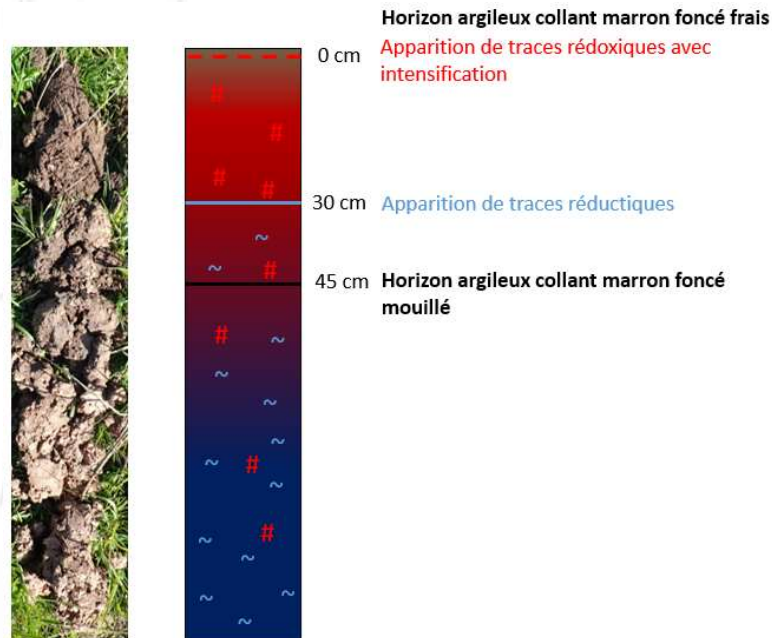 Horizon argileux collant marron foncé frais
0 cm
Apparition de traces rédoxiques avec
intensification
30 cm
Apparition de traces réductiques
45 cm
Horizon argileux collant marron foncé
mouillé